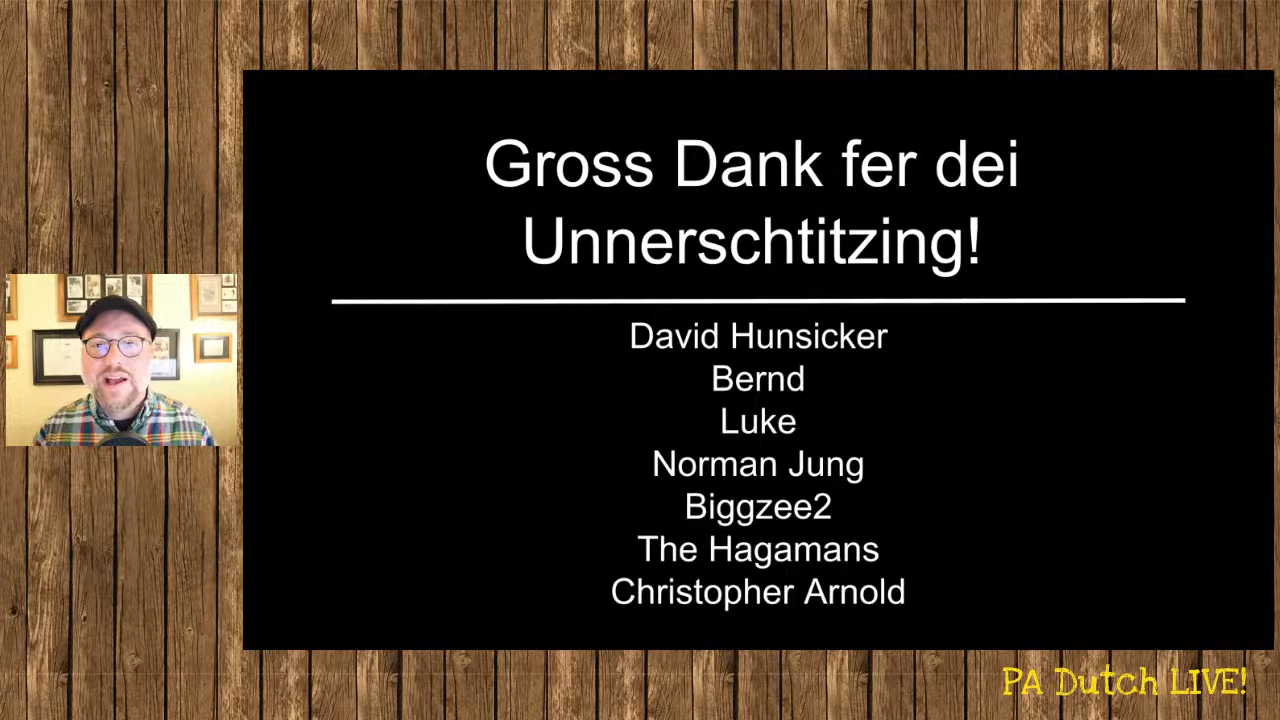 Gross Dank fer dei
Unnerschtitzing!
David Hunsicker
Bernd
Luke
Norman Jung
Biggzee2
The Hagamans
Christopher Arnold
PA Dutch LIVE!